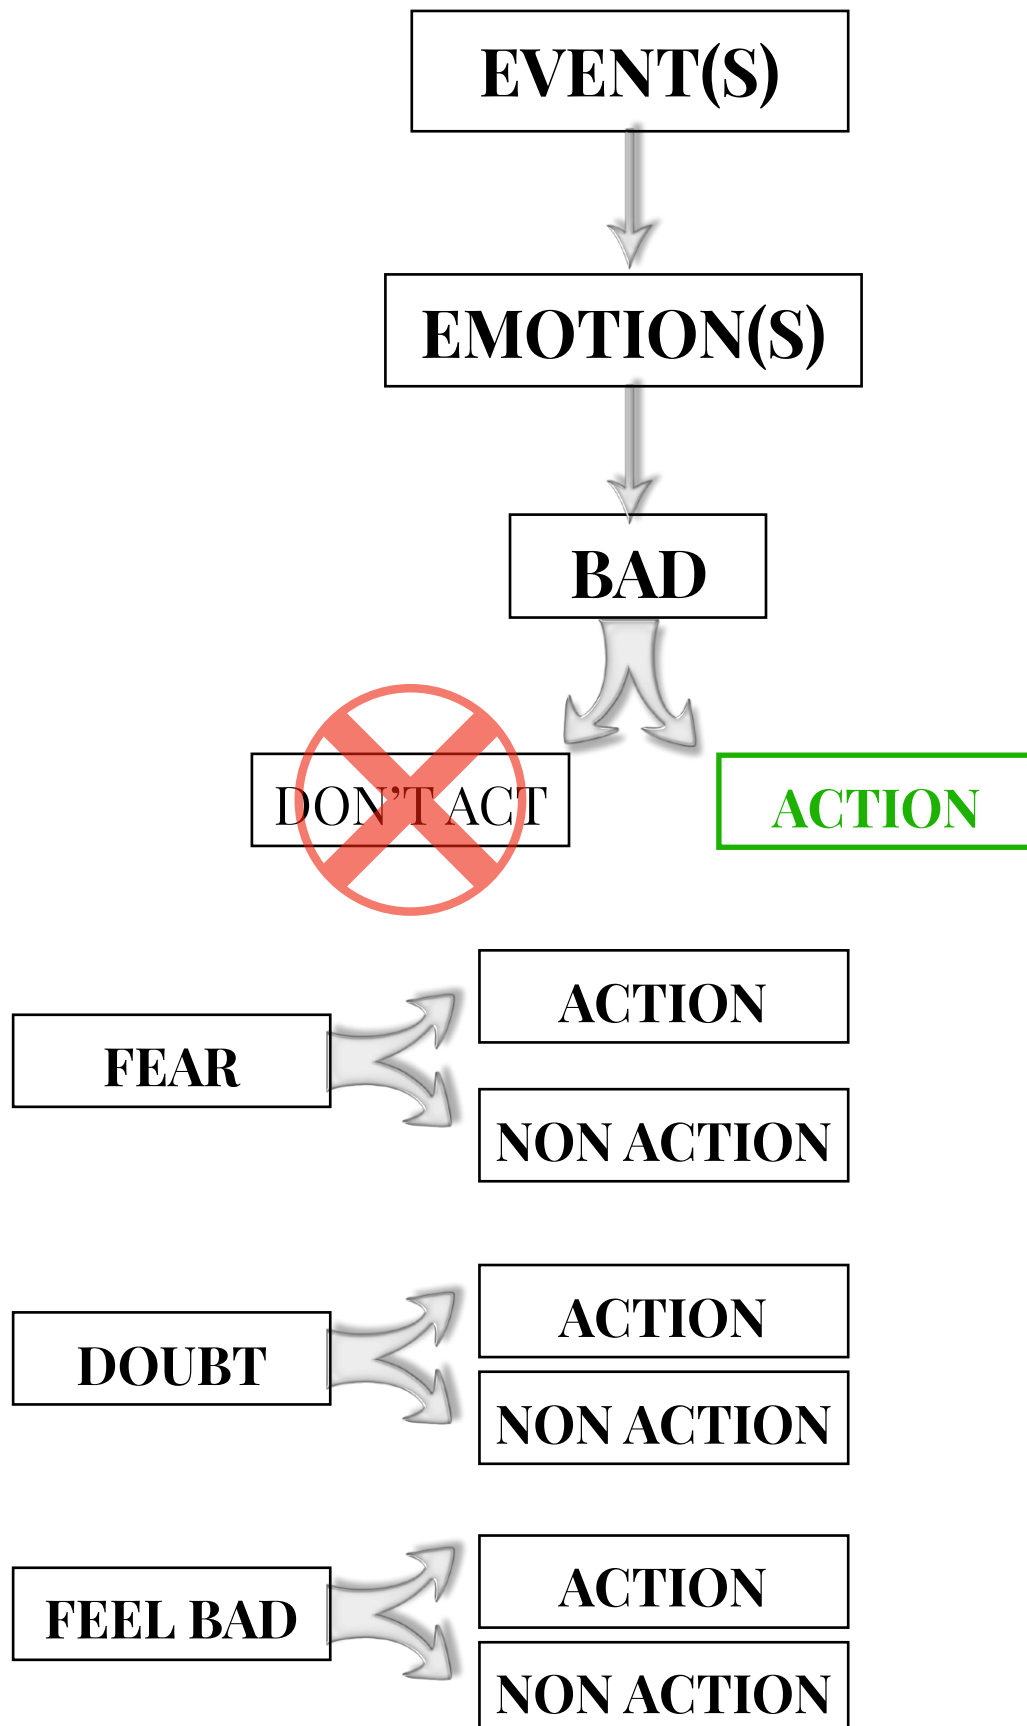 EVENT(S)
EMOTION(S)
BAD
DON'T ACT
ACTION
FEAR
ACTION
NON ACTION
DOUBT
ACTION
NON ACTION
FEEL BAD
ACTION
NON ACTION